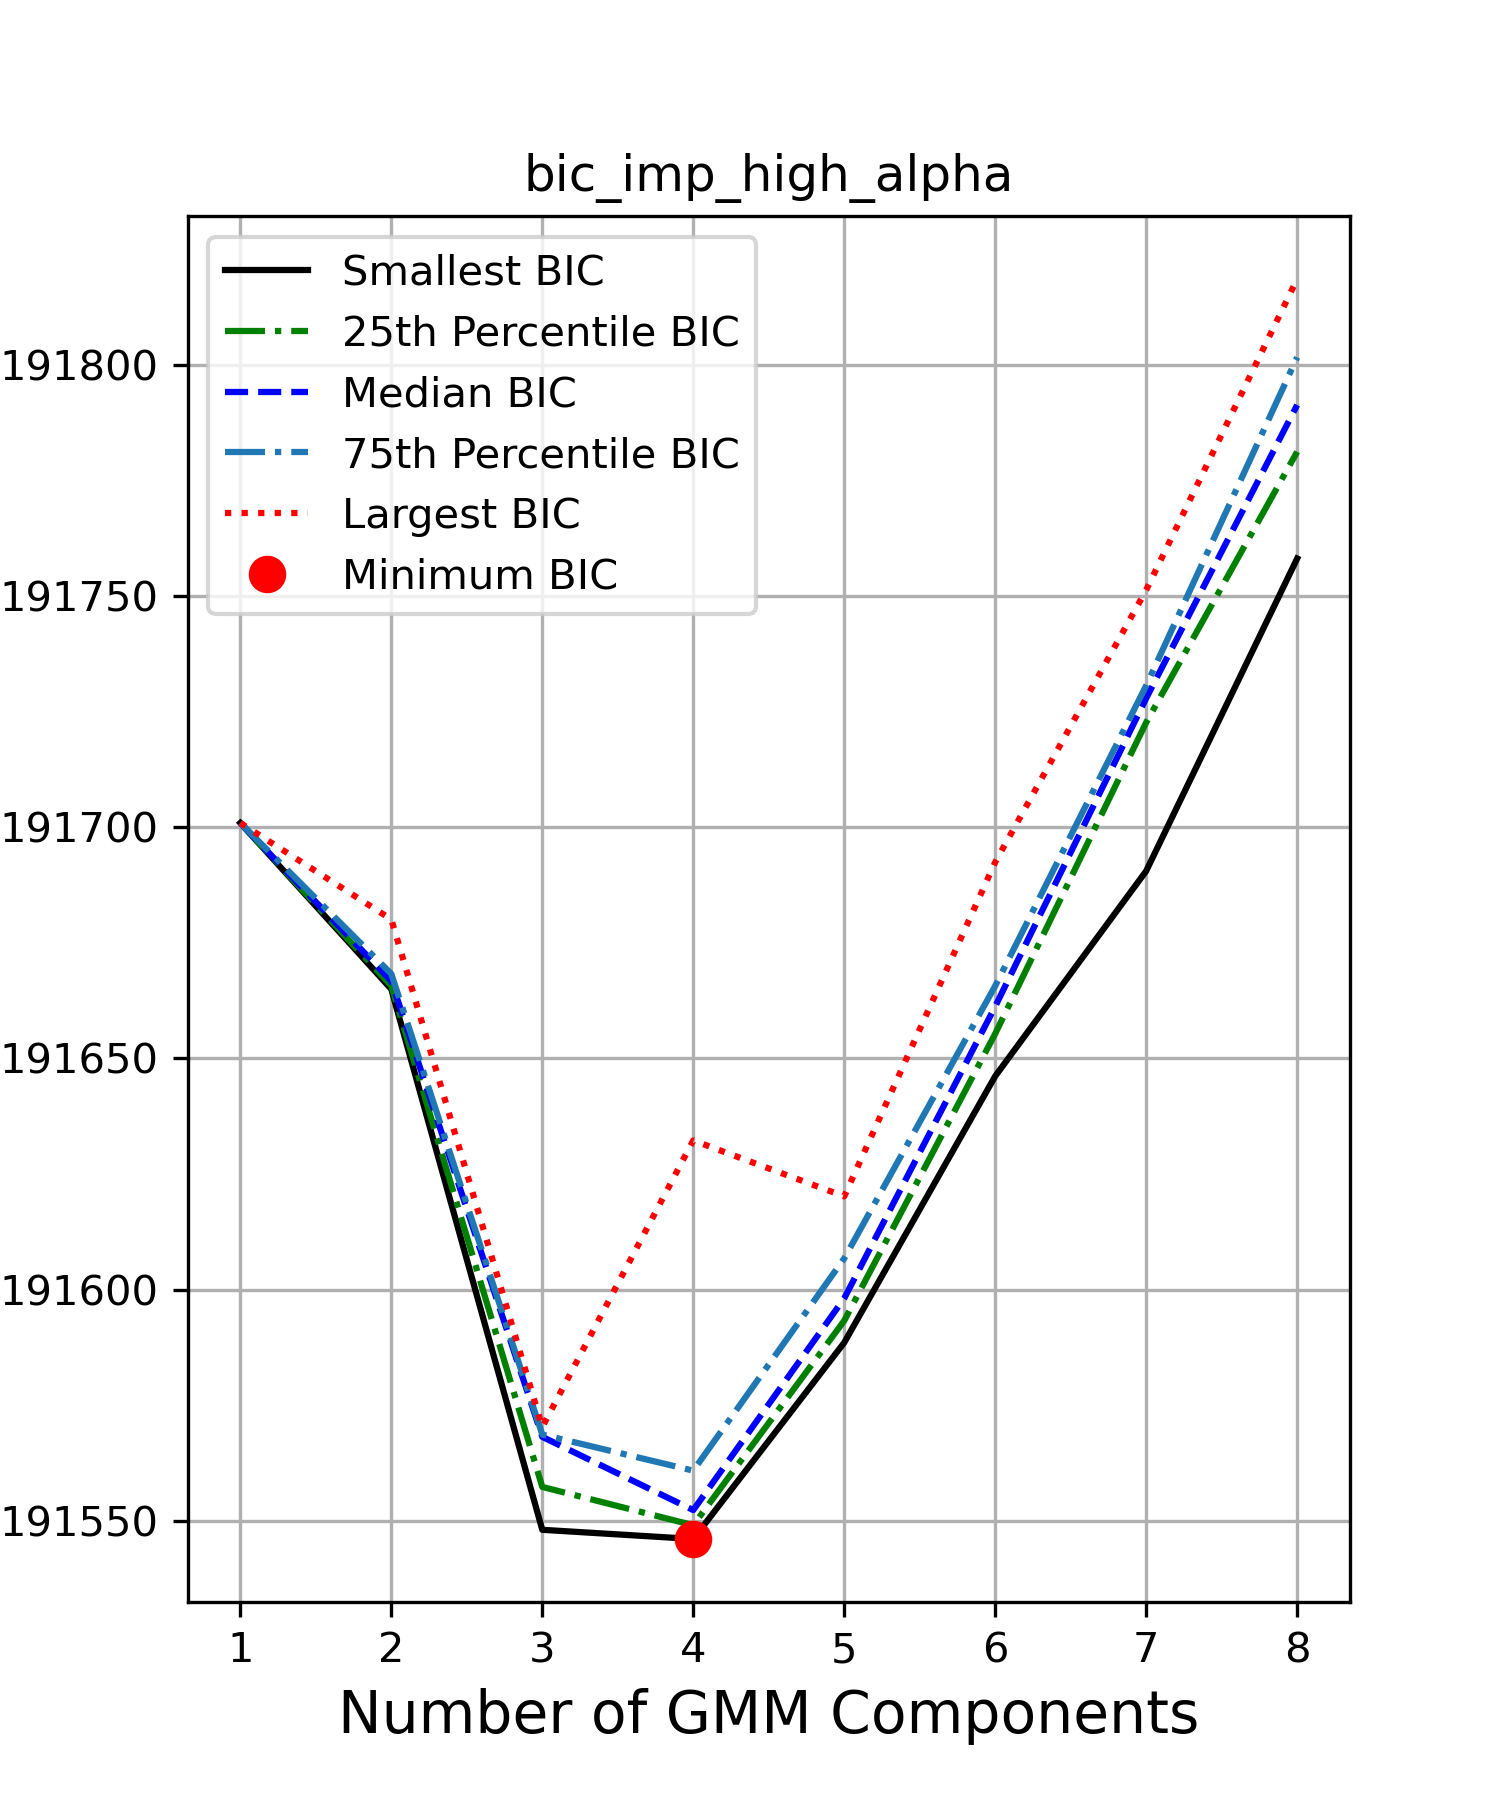 bic_imp_high_alpha
Smallest BIC
25th Percentile BIC
Median BIC
75th Percentile BIC
Largest BIC
Minimum BIC
191800
191750
191700
191650
191600
191550
1 2 3 4 5 6 7 8
Number of GMM Components